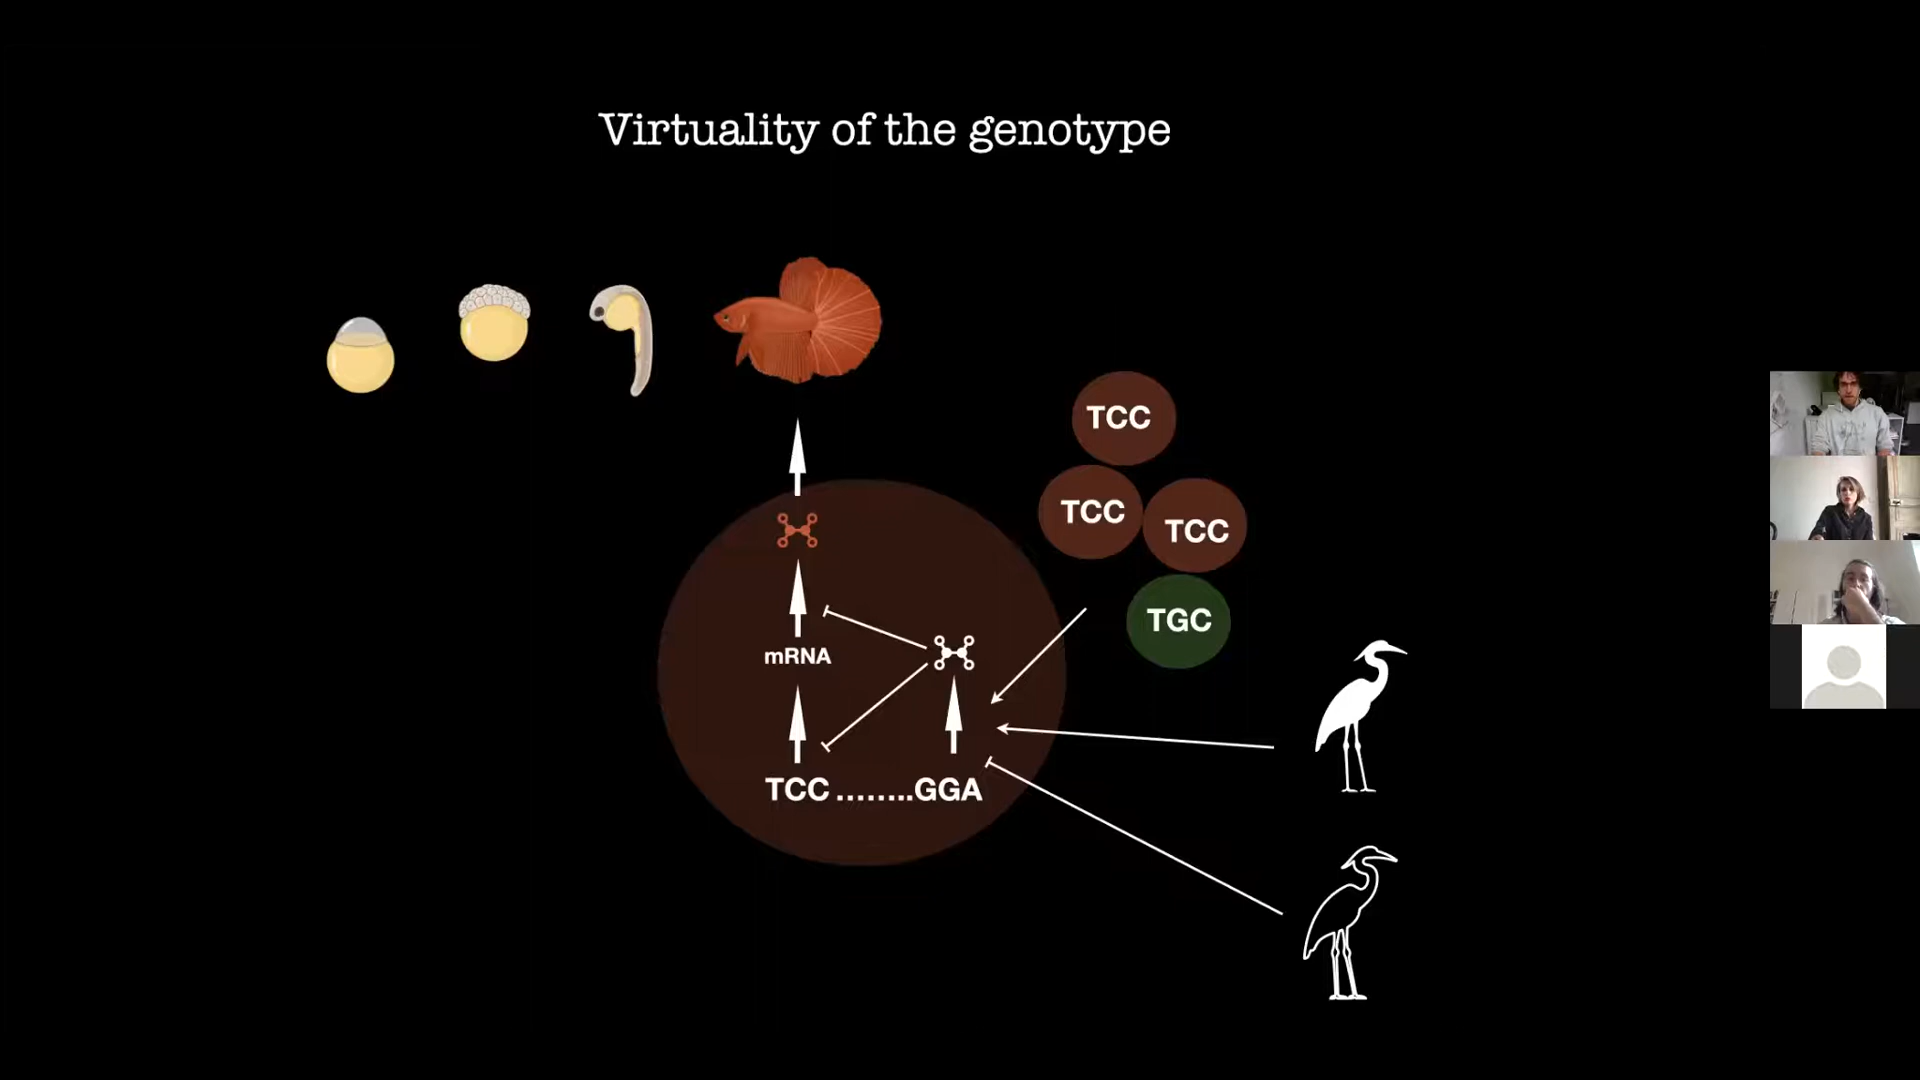 Virtuality of the genotype
TCC
TCC
TCC
TGC
mRNA
TCC ........GGA